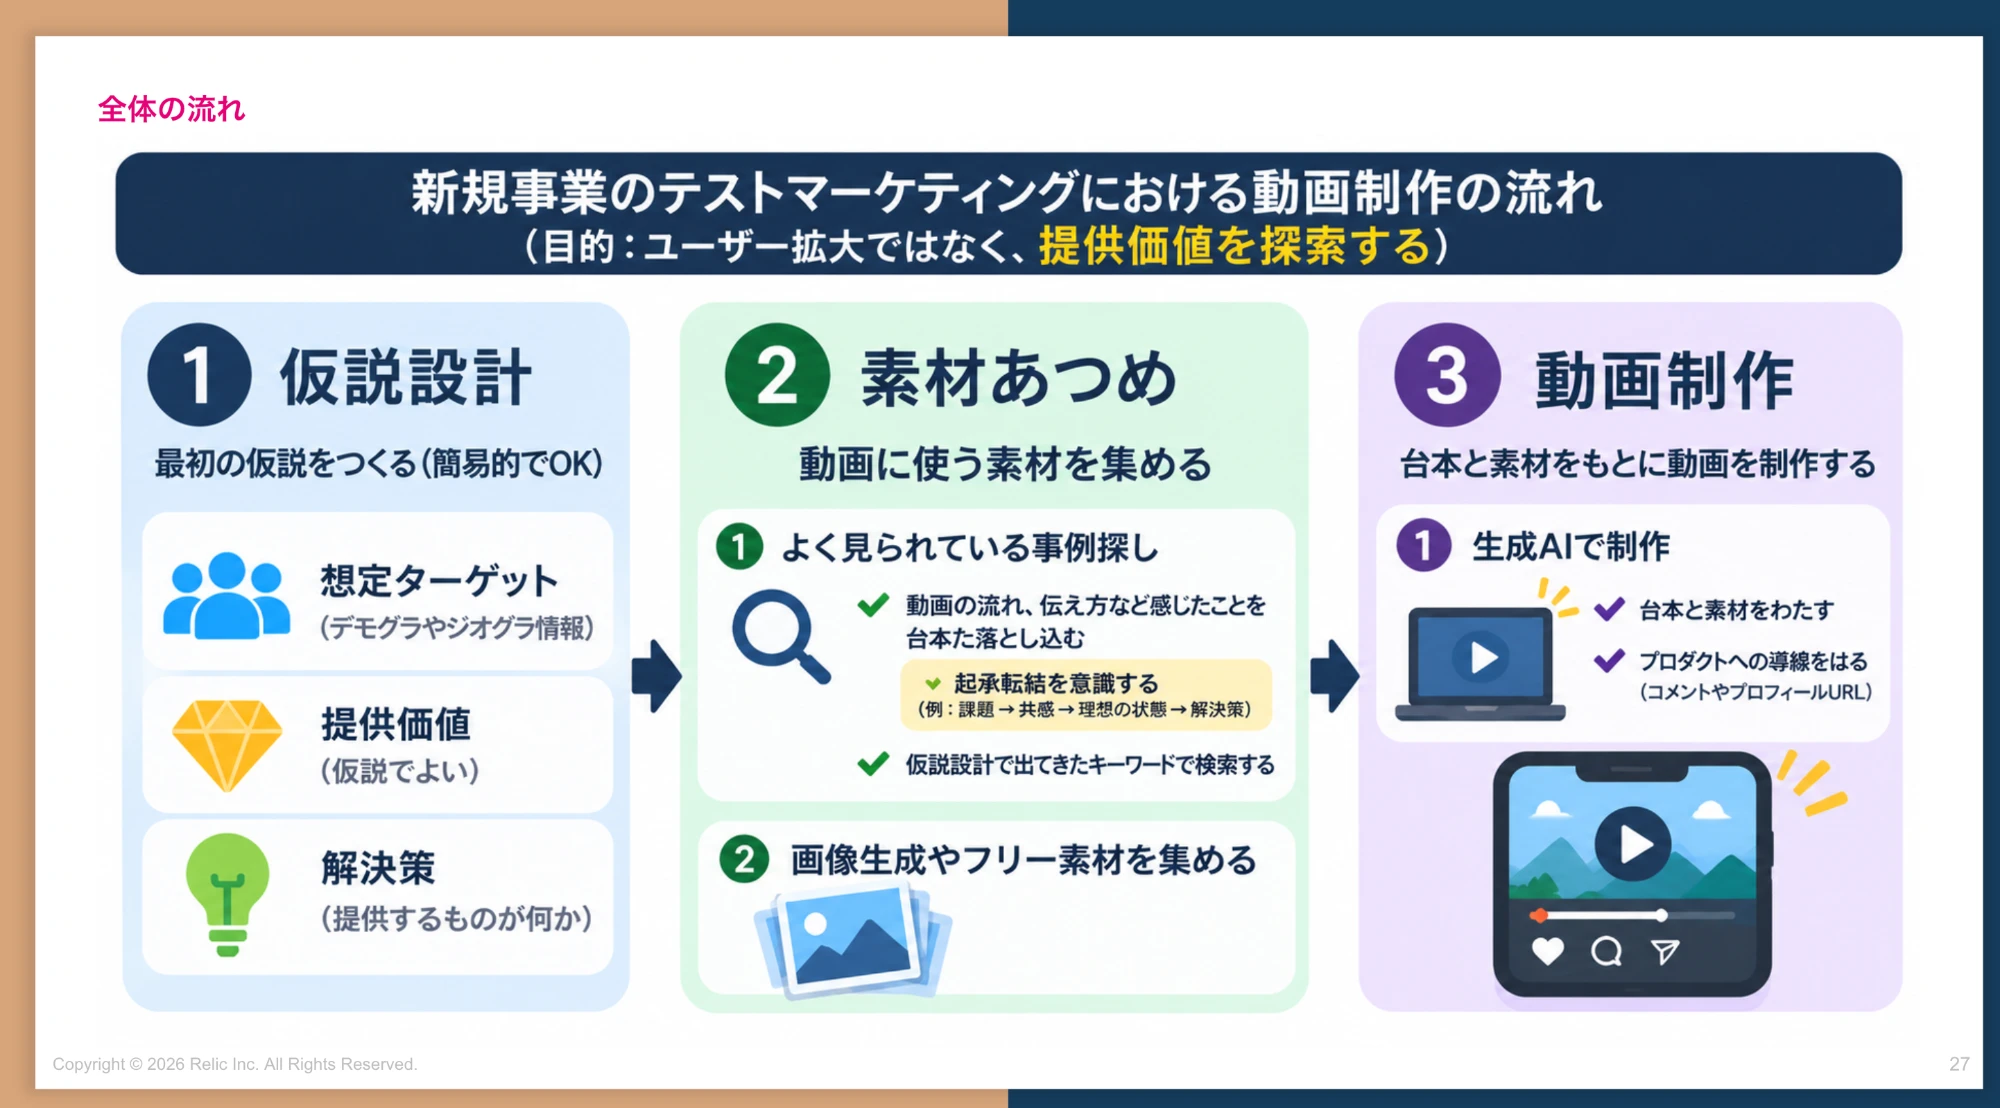 全体の流れ
新規事業のテストマーケティングにおける動画制作の流れ
（目的：ユーザー拡大ではなく、提供価値を探索する）
1 仮説設計
最初の仮説をつくる（簡易的でOK）
想定ターゲット
（デモグラやジオグラ情報）
提供価値
（仮説でよい）
解決策
（提供するものが何か）
2 素材あつめ
動画に使う素材を集める
1 よく見られている事例探し
動画の流れ、伝え方など感じたことを
台本た落とし込む
起承転結を意識する
（例：課題→共感→理想の状態→解決策）
仮説設計で出てきたキーワードで検索する
2 画像生成やフリー素材を集める
3 動画制作
台本と素材をもとに動画を制作する
1 生成AIで制作
台本と素材をわたす
プロダクトへの導線をはる
（コメントやプロフィールURL）
Copyright © 2026 Relic Inc. All Rights Reserved.
27